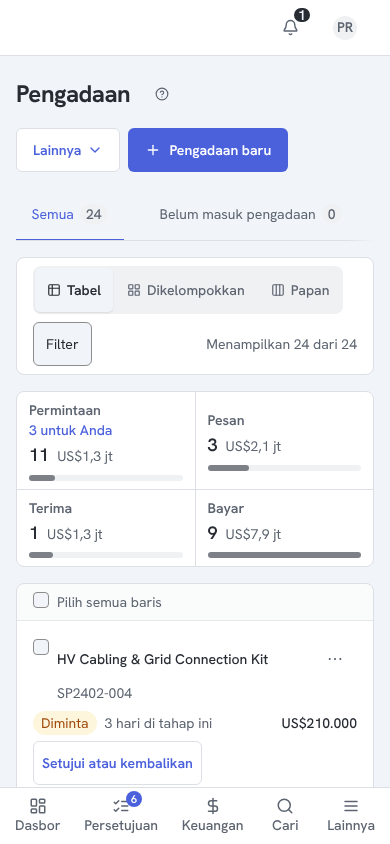 1
PR
Pengadaan
Lainnya
Pengadaan baru
Semua 24
Belum masuk pengadaan 0
Tabel
Dikelompokkan
Papan
Filter
Menampilkan 24 dari 24
Permintaan
3 untuk Anda
11 US$1,3 jt
Pesan
3 US$2,1 jt
Terima
1 US$1,3 jt
Bayar
9 US$7,9 jt
Pilih semua baris
HV Cabling & Grid Connection Kit
SP2402-004
Diminta 3 hari di tahap ini US$210.000
Setujui atau kembalikan
6
Dasbor
Persetujuan
Keuangan
Cari
Lainnya